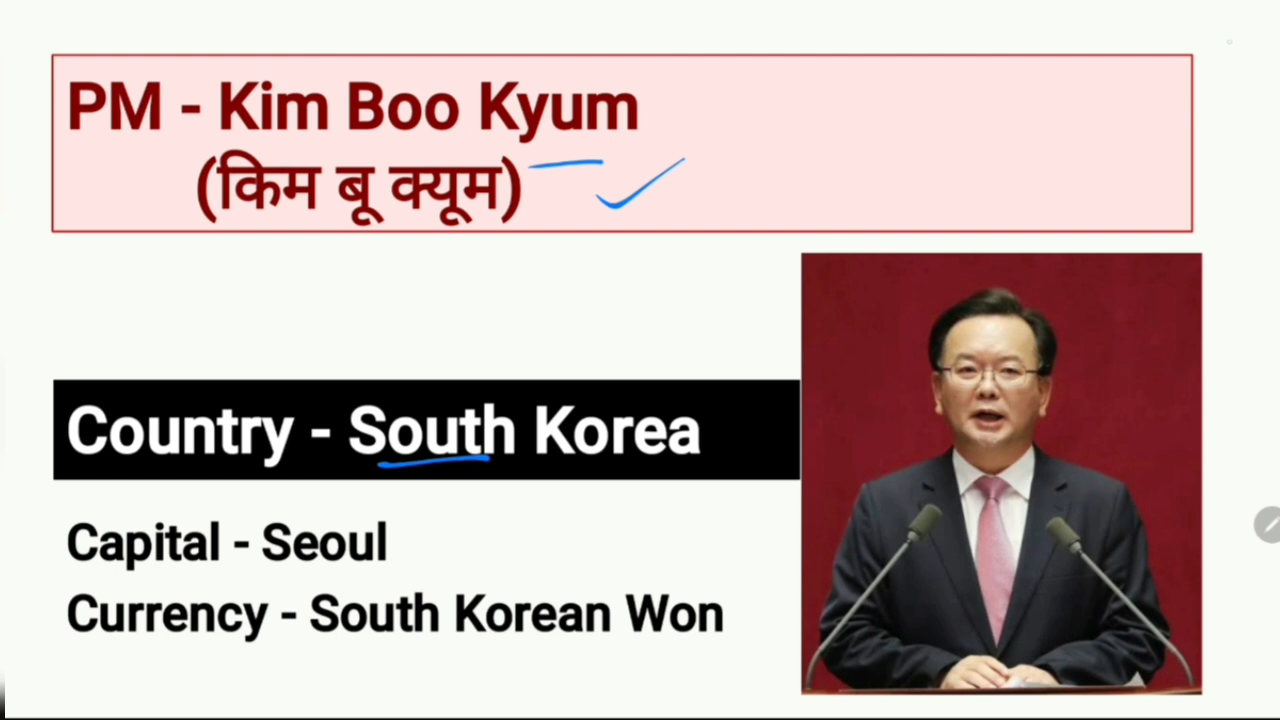 PM - Kim Boo Kyum
(किम बू क्यूम)
Country - South Korea
Capital - Seoul
Currency - South Korean Won